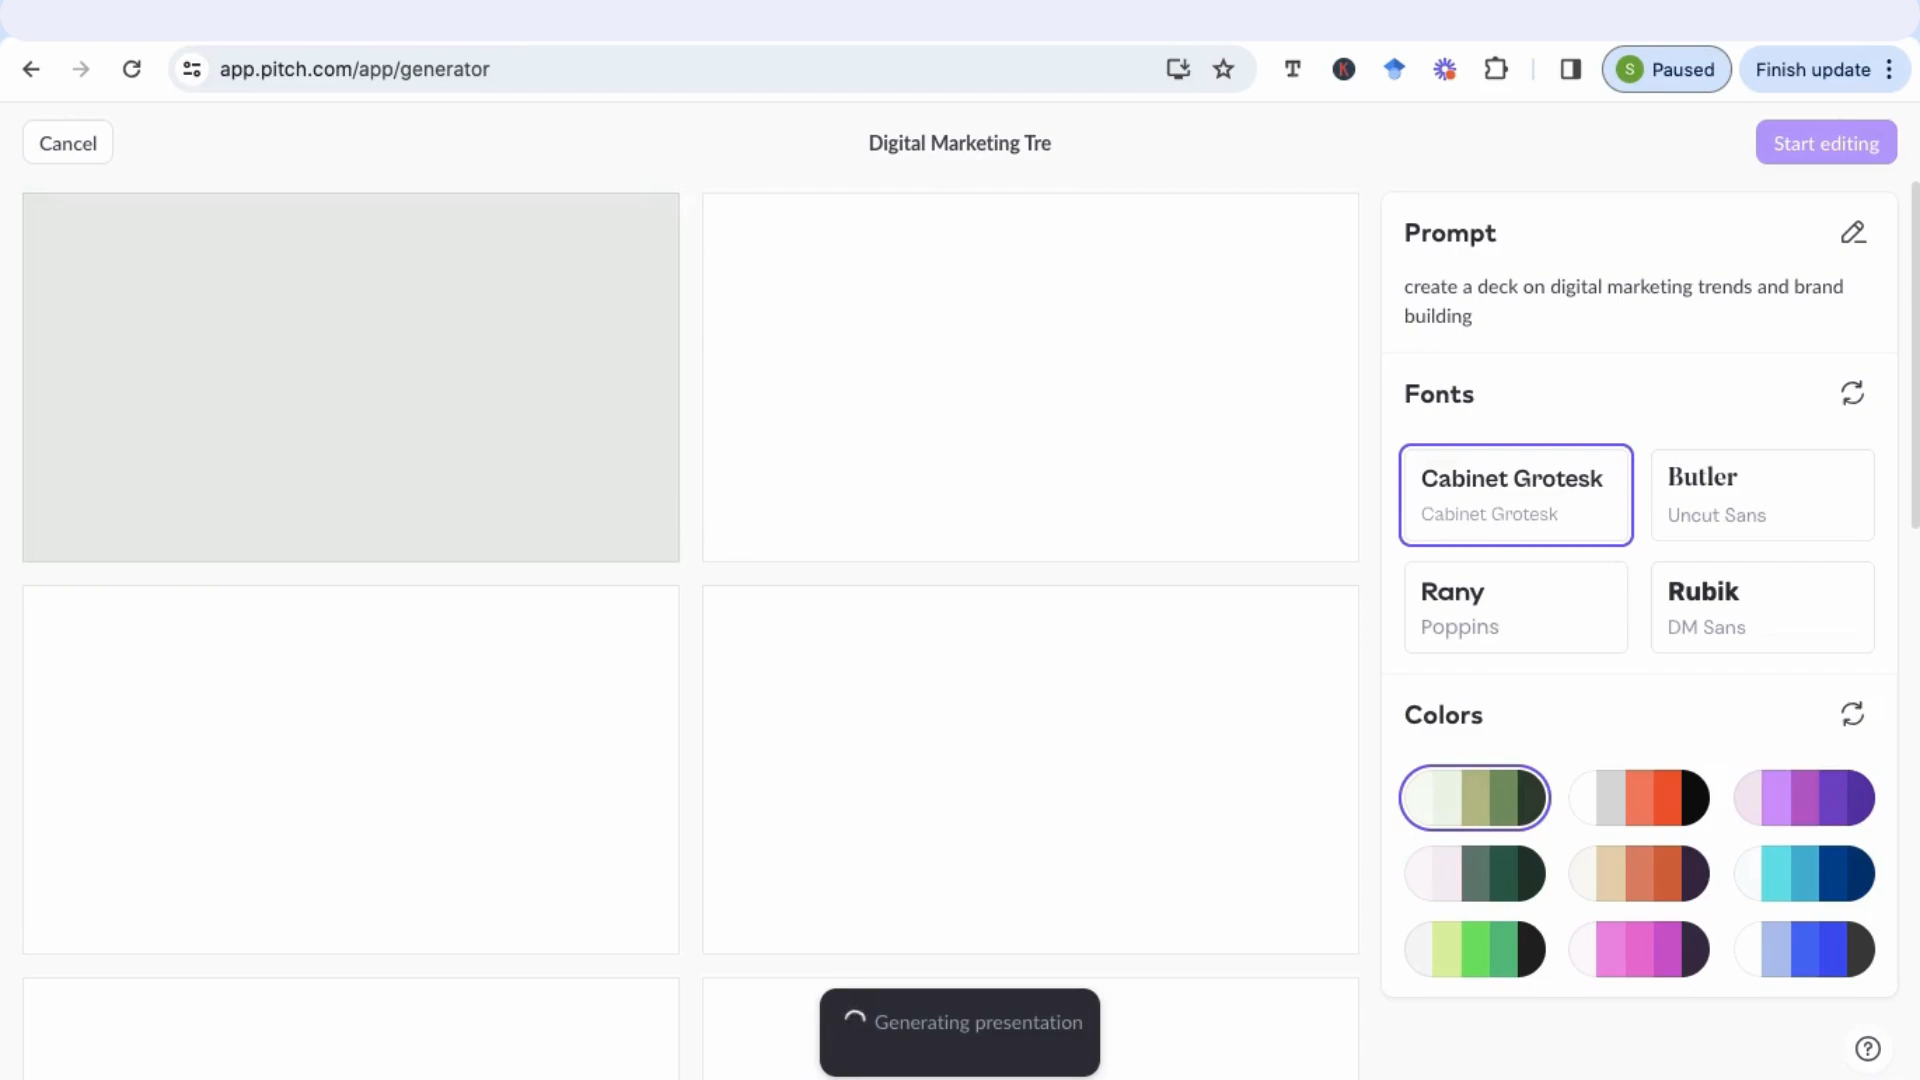 app.pitch.com/app/generator
T
K
S
Paused
Finish update
Cancel
Digital Marketing Tre
Start editing
Prompt
create a deck on digital marketing trends and brand
building
Fonts
Cabinet Grotesk
Cabinet Grotesk
Butler
Uncut Sans
Rany
Poppins
Rubik
DM Sans
Colors
Generating presentation
?